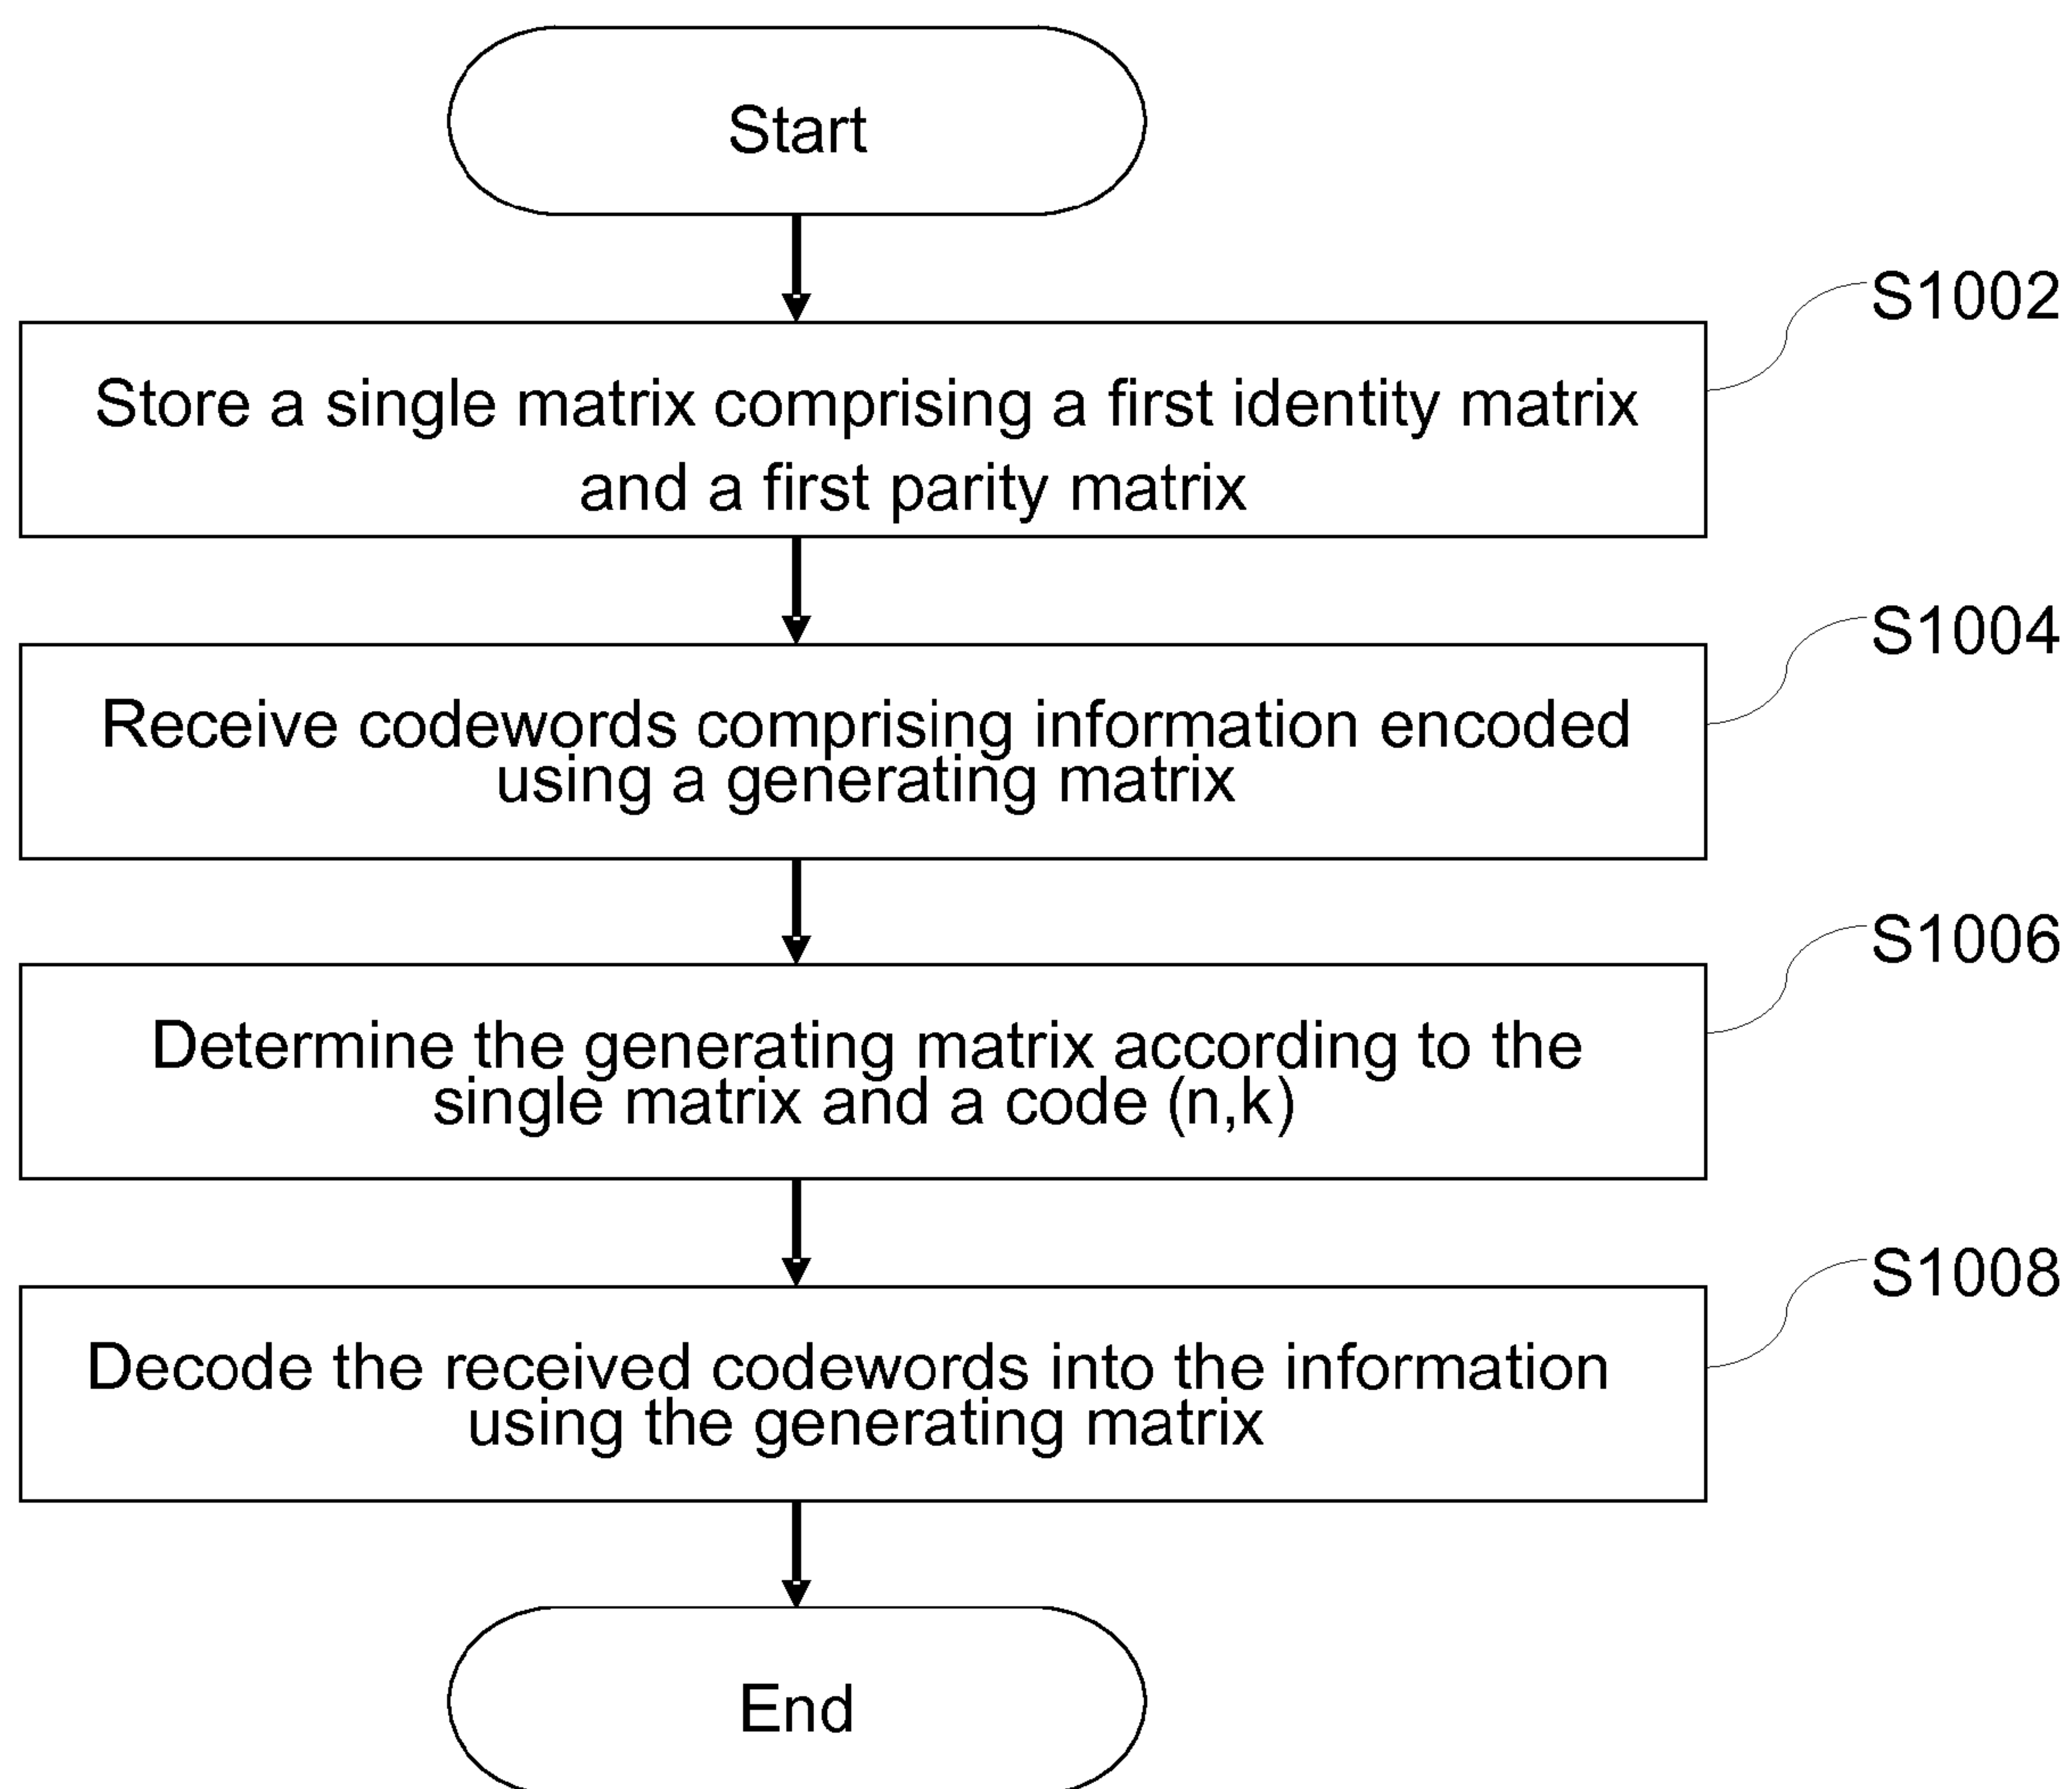 Start
S1002
Store a single matrix comprising a first identity matrix
and a first parity matrix
S1004
Receive codewords comprising information encoded
using a generating matrix
S1006
Determine the generating matrix according to the
single matrix and a code (n,k)
S1008
Decode the received codewords into the information
using the generating matrix
End